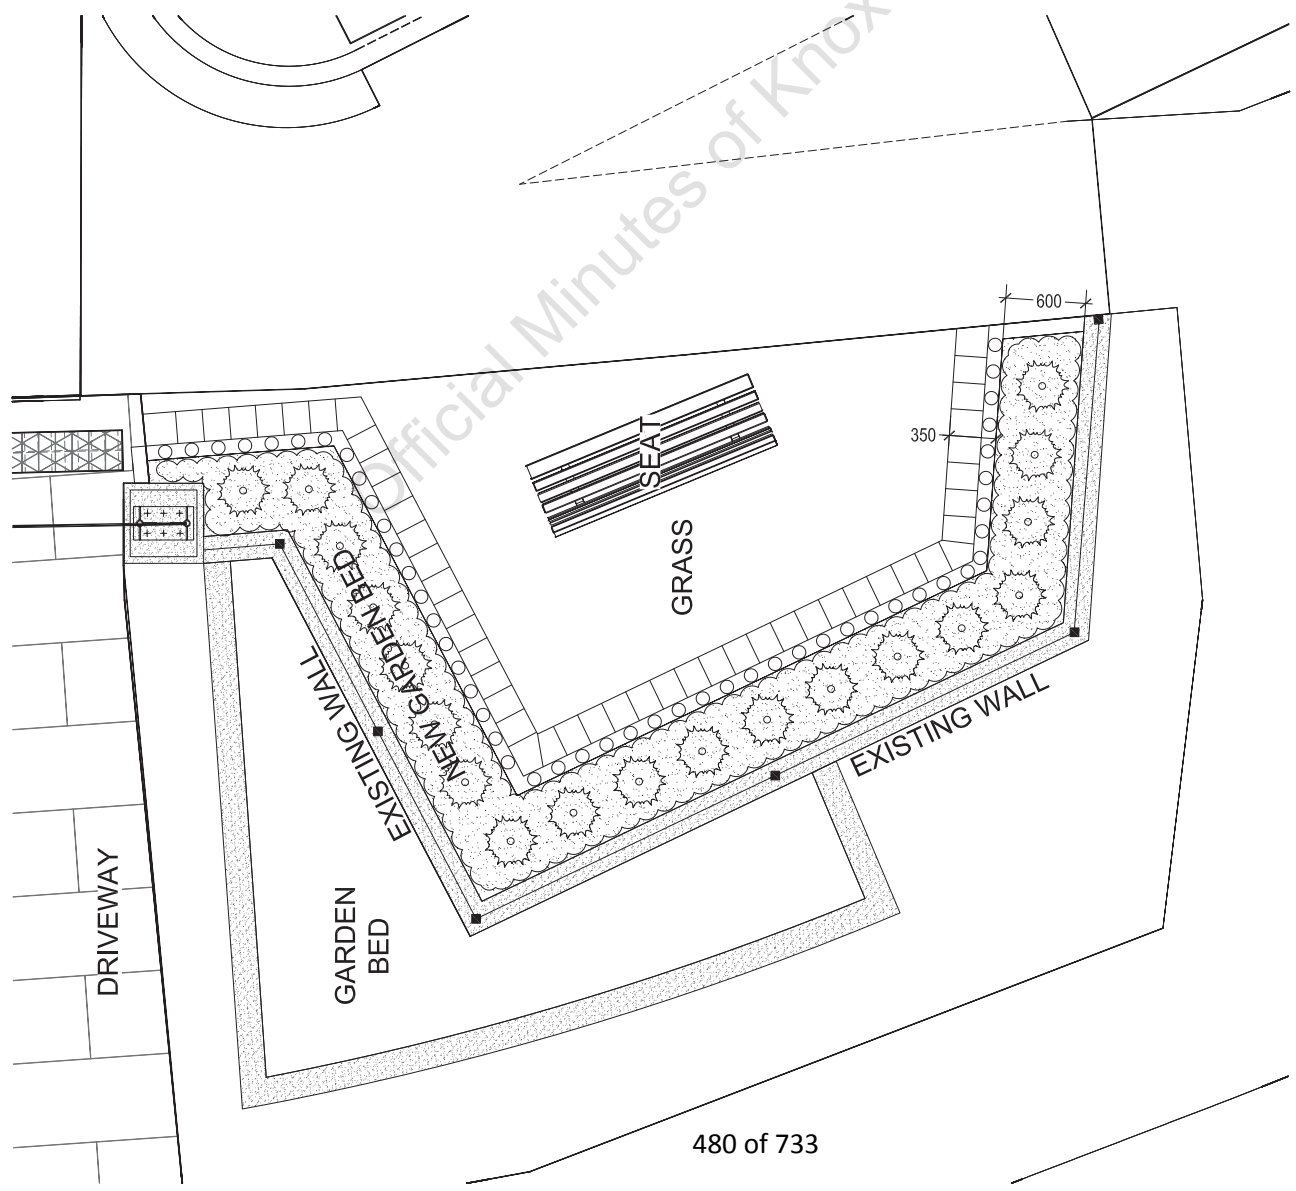 Official Minutes of Knox
600
350
SEAT
GRASS
NEW GARDEN BED
EXISTING WALL
EXISTING WALL
DRIVEWAY
GARDEN
BED
480 of 733